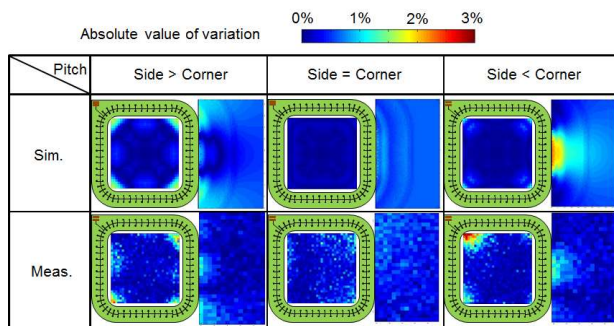 Absolute value of variation 0% 1% 2% 3%
Pitch Side > Corner Side = Corner Side < Corner
Sim.
Meas.